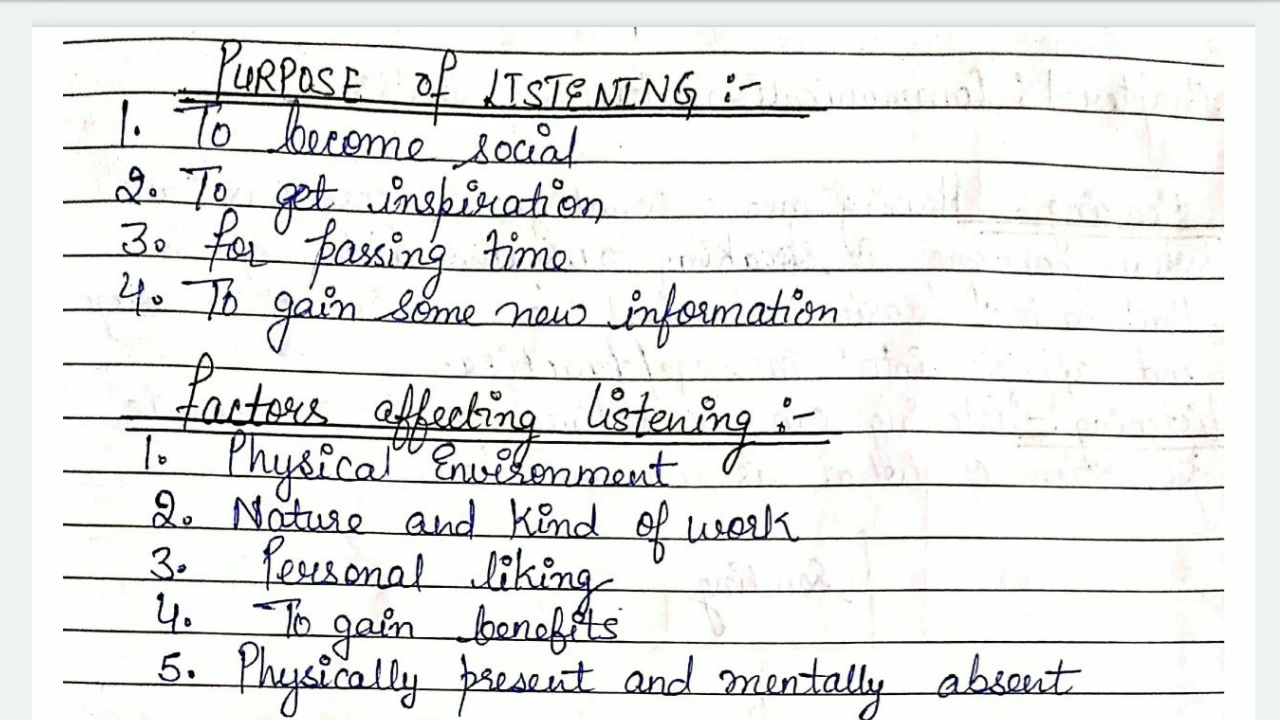 PURPOSE of LISTENING :-
1. To become social
2. To get inspiration
3. for passing time
4. To gain some new information
factors affecting listening :-
1. Physical Environment
2. Nature and kind of work
3. Personal liking
4. To gain benefits
5. Physically present and mentally absent